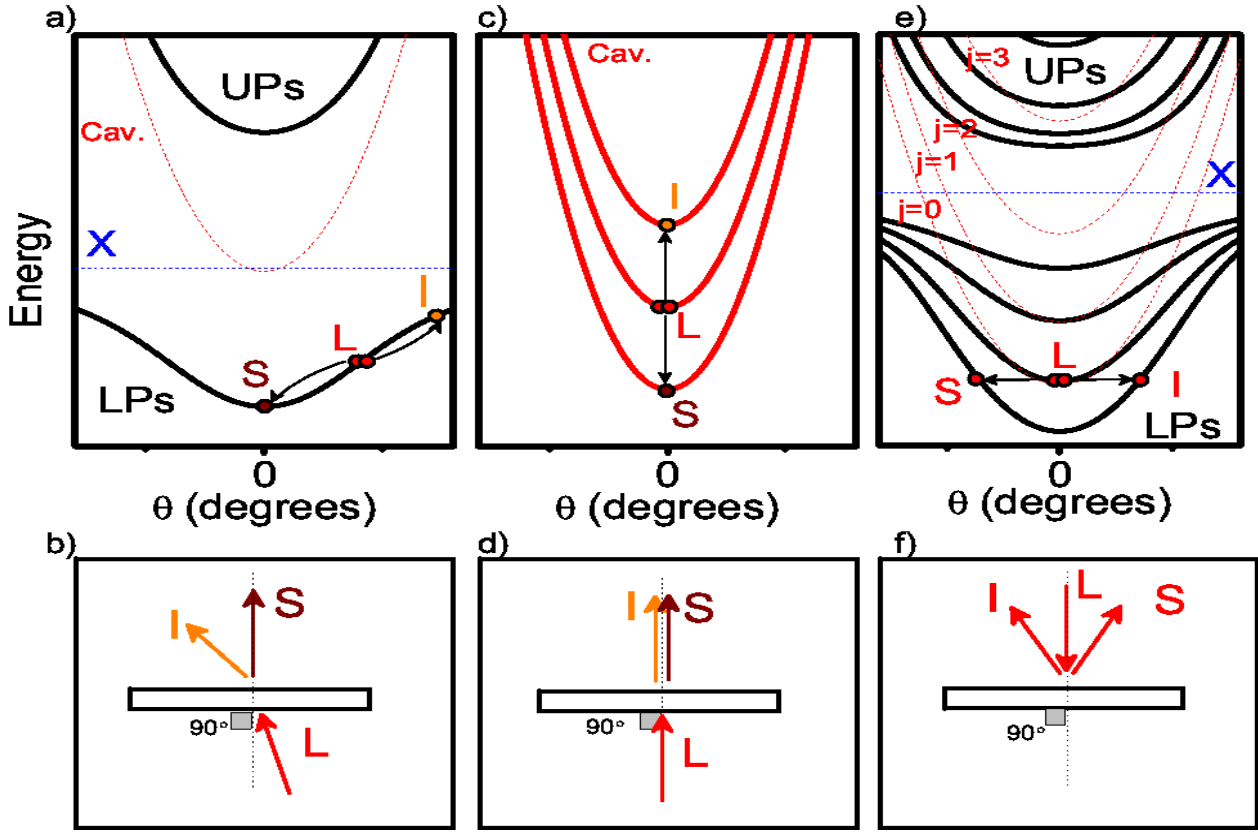 a)
UPs
Cav.
X
I
L
S
LPs
Energy
0
θ (degrees)
c)
Cav.
I
L
S
0
θ (degrees)
e)
j=3
UPs
j=2
j=1
X
j=0
L
S
I
LPs
0
θ (degrees)
b)
S
I
90°
L
d)
I
S
90°
L
f)
L
I
S
90°